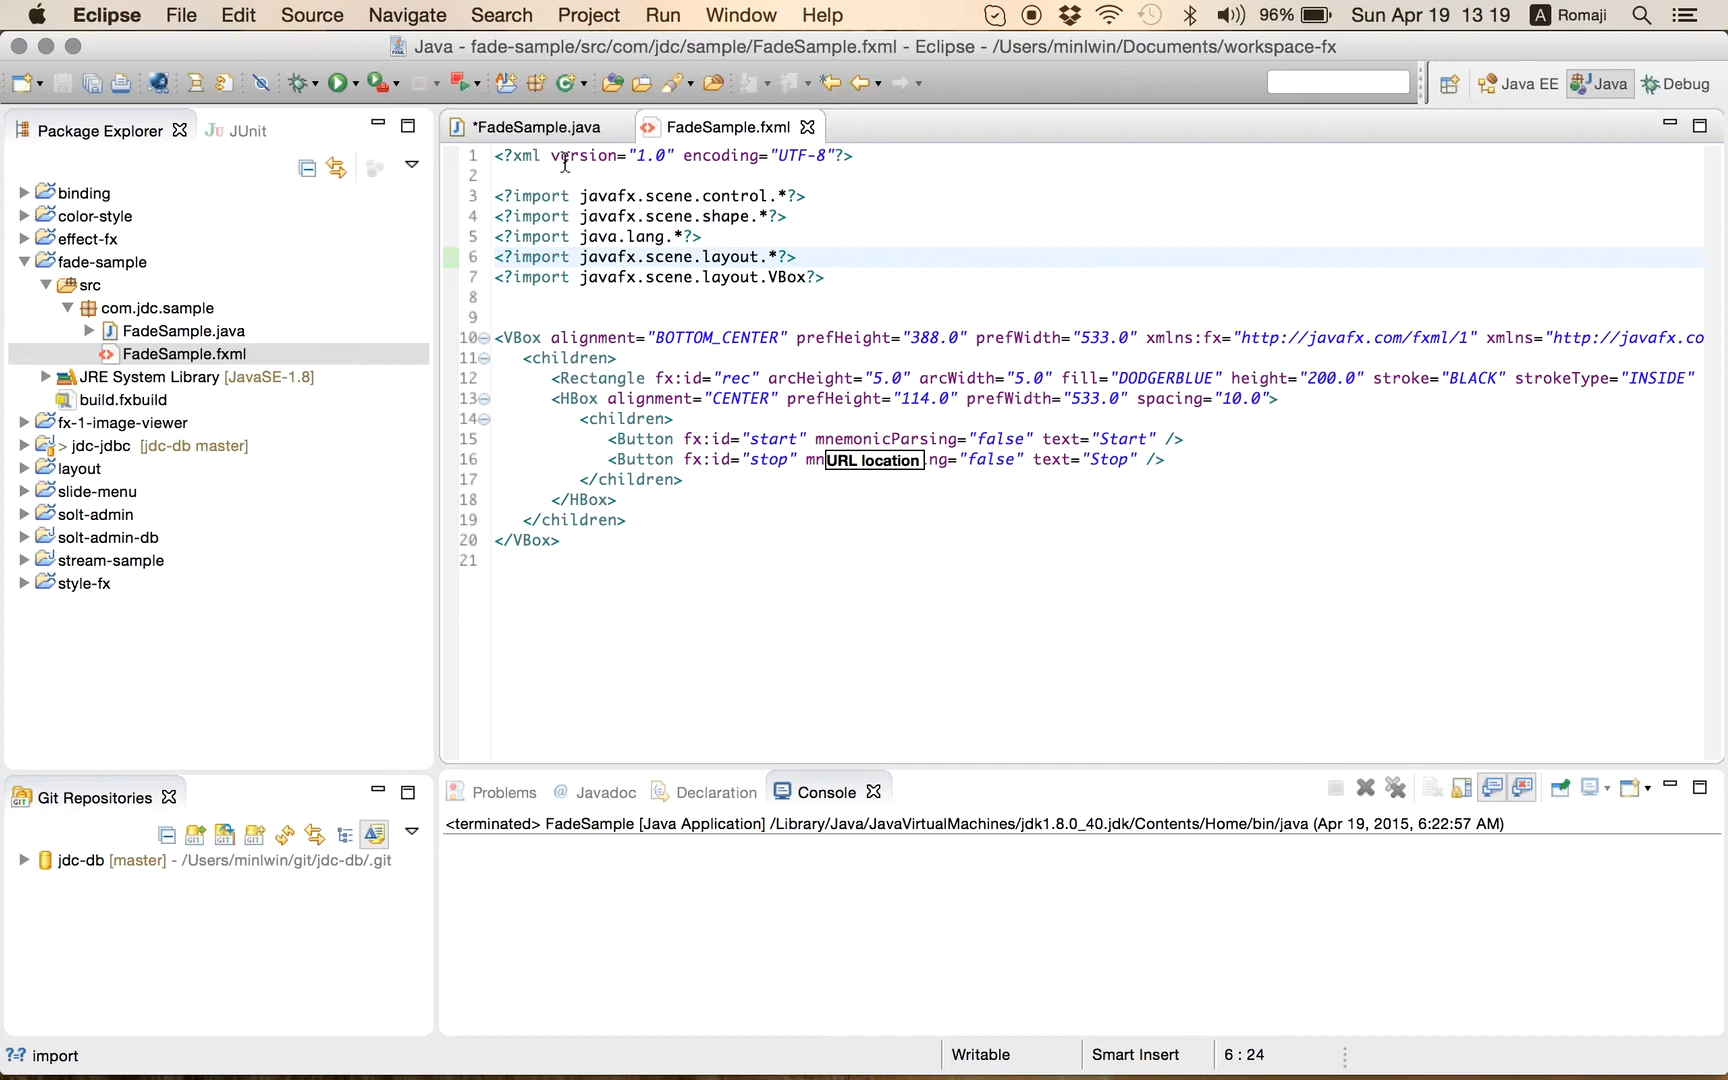 Eclipse File Edit Source Navigate Search Project Run Window Help 96% Sun Apr 19 13 19 A Romaji
Java - fade-sample/src/com/jdc/sample/FadeSample.fxml - Eclipse - /Users/minlwin/Documents/workspace-fx
Java EE Java Debug
Package Explorer JUnit
binding
color-style
effect-fx
fade-sample
src
com.jdc.sample
FadeSample.java
FadeSample.fxml
JRE System Library [JavaSE-1.8]
build.fxbuild
fx-1-image-viewer
> jdc-jdbc [jdc-db master]
layout
slide-menu
solt-admin
solt-admin-db
stream-sample
style-fx
*FadeSample.java FadeSample.fxml
1 <?xml version="1.0" encoding="UTF-8"?>
2
3 <?import javafx.scene.control.*?>
4 <?import javafx.scene.shape.*?>
5 <?import java.lang.*?>
6 <?import javafx.scene.layout.*?>
7 <?import javafx.scene.layout.VBox?>
8
9
10 <VBox alignment="BOTTOM_CENTER" prefHeight="388.0" prefWidth="533.0" xmlns:fx="http://javafx.com/fxml/1" xmlns="http://javafx.co
11 <children>
12 <Rectangle fx:id="rec" arcHeight="5.0" arcWidth="5.0" fill="DODGERBLUE" height="200.0" stroke="BLACK" strokeType="INSIDE"
13 <HBox alignment="CENTER" prefHeight="114.0" prefWidth="533.0" spacing="10.0">
14 <children>
15 <Button fx:id="start" mnemonicParsing="false" text="Start" />
16 <Button fx:id="stop" mn URL location ng="false" text="Stop" />
17 </children>
18 </HBox>
19 </children>
20 </VBox>
21
Git Repositories
jdc-db [master] - /Users/minlwin/git/jdc-db/.git
Problems @ Javadoc Declaration Console
<terminated> FadeSample [Java Application] /Library/Java/JavaVirtualMachines/jdk1.8.0_40.jdk/Contents/Home/bin/java (Apr 19, 2015, 6:22:57 AM)
?-? import Writable Smart Insert 6 : 24